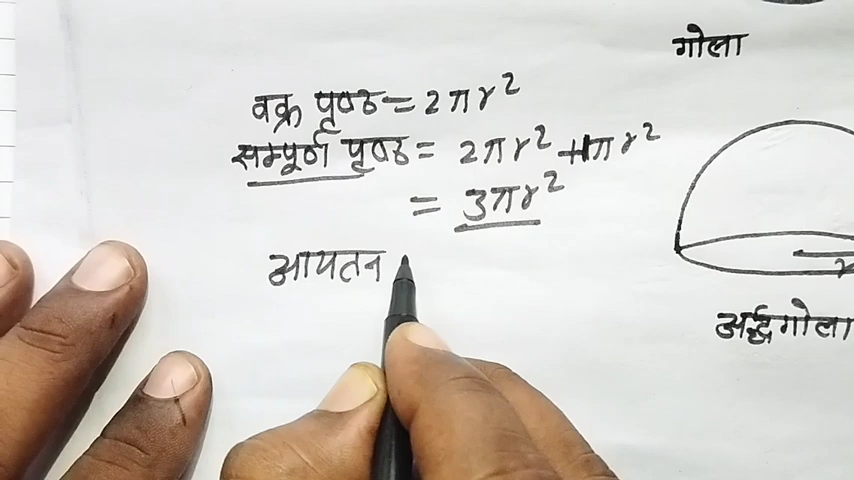 गोला
वक्र पृष्ठ = 2πr²
सम्पूर्ण पृष्ठ = 2πr² + πr²
= 3πr²
आयतन
r
अर्द्धगोला